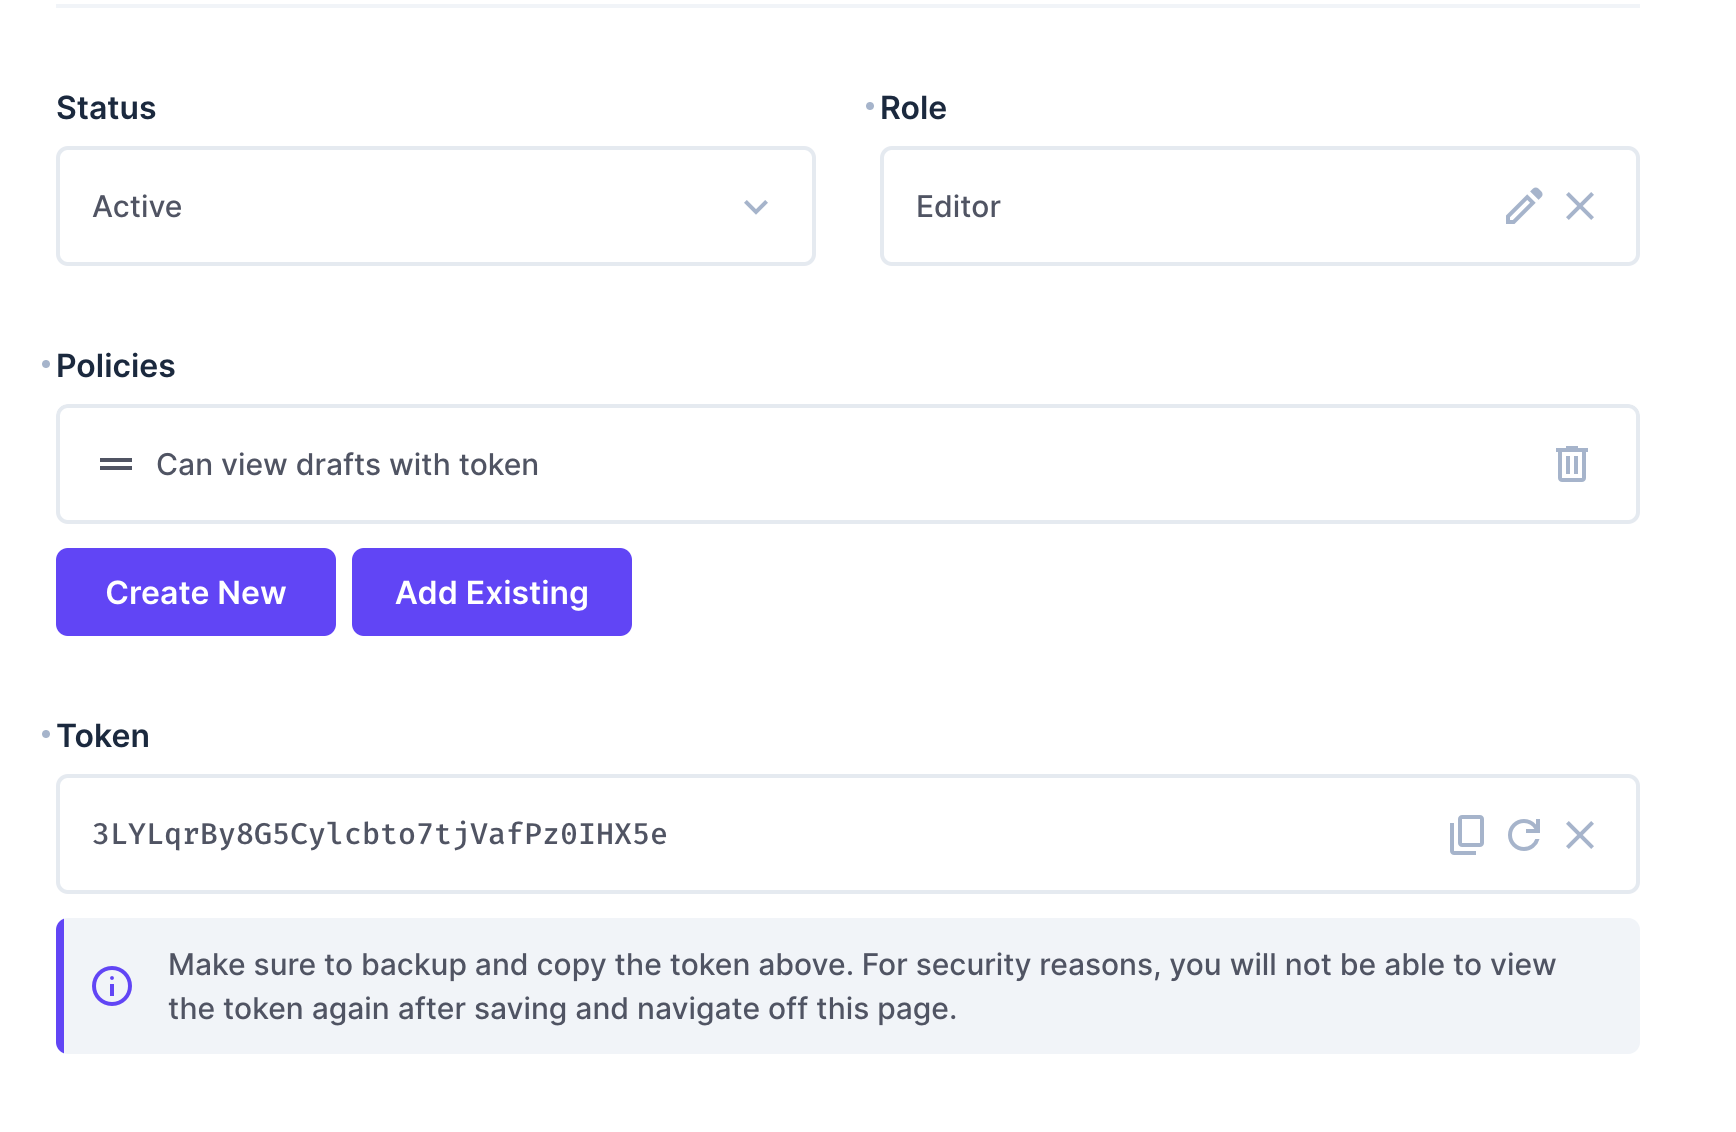 Status
Role
Active
Editor
Policies
Can view drafts with token
Create New
Add Existing
Token
3LYLqrBy8G5Cylcbto7tjVafPz0IHX5e
Make sure to backup and copy the token above. For security reasons, you will not be able to view
the token again after saving and navigate off this page.